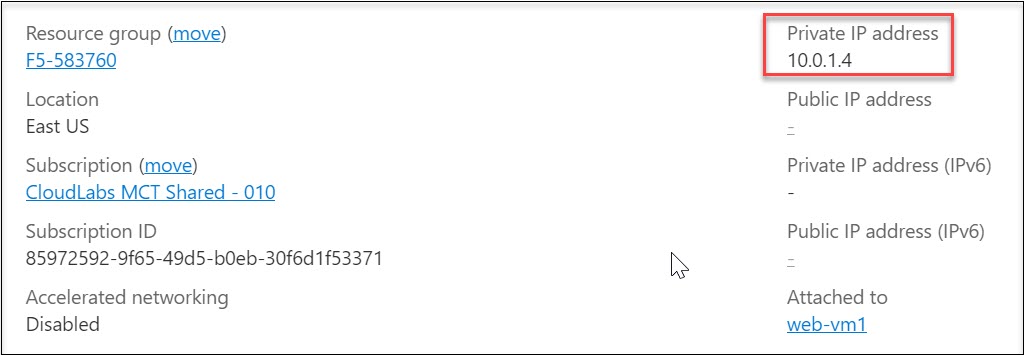 Resource group (move)
F5-583760
Location
East US
Subscription (move)
CloudLabs MCT Shared - 010
Subscription ID
85972592-9f65-49d5-b0eb-30f6d1f53371
Accelerated networking
Disabled
Private IP address
10.0.1.4
Public IP address
-
Private IP address (IPv6)
-
Public IP address (IPv6)
-
Attached to
web-vm1